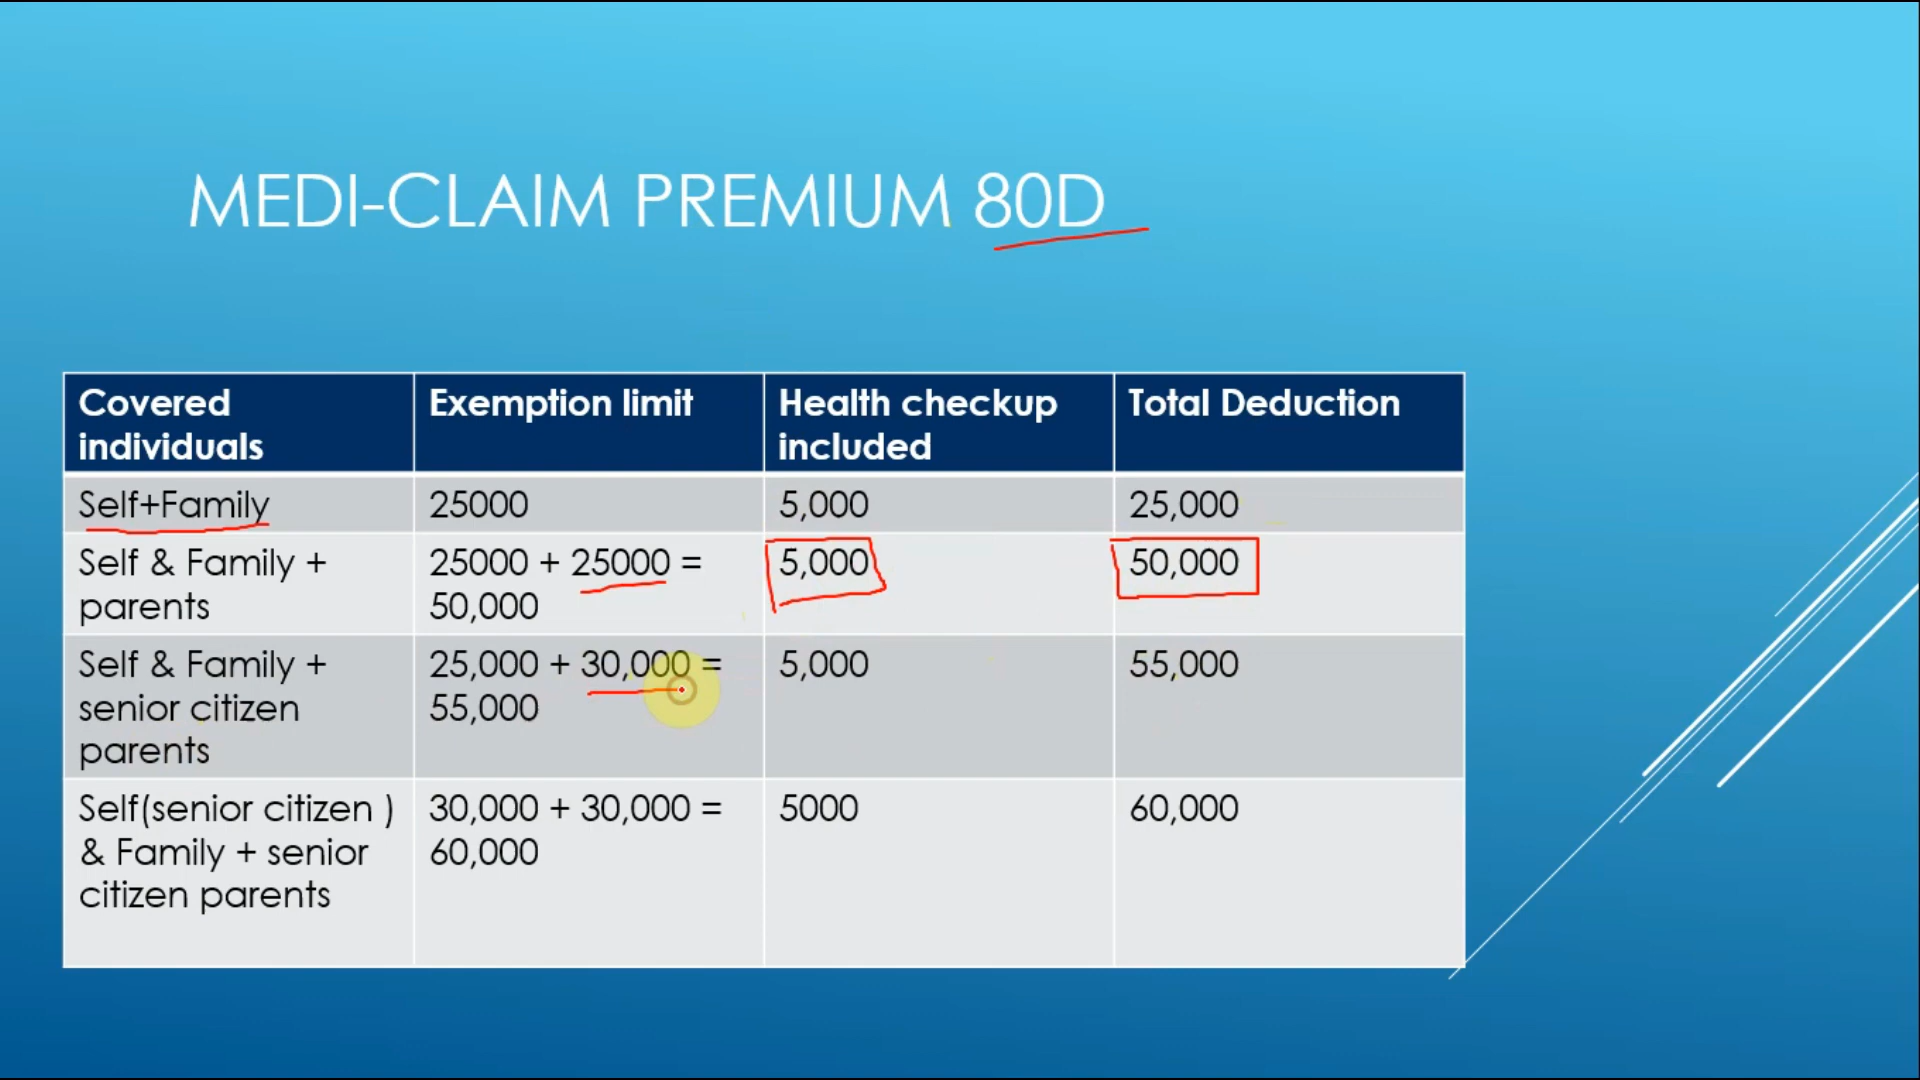 MEDI-CLAIM PREMIUM 80D
Covered individuals | Exemption limit | Health checkup included | Total Deduction
Self+Family | 25000 | 5,000 | 25,000
Self & Family + parents | 25000 + 25000 = 50,000 | 5,000 | 50,000
Self & Family + senior citizen parents | 25,000 + 30,000 = 55,000 | 5,000 | 55,000
Self(senior citizen ) & Family + senior citizen parents | 30,000 + 30,000 = 60,000 | 5000 | 60,000